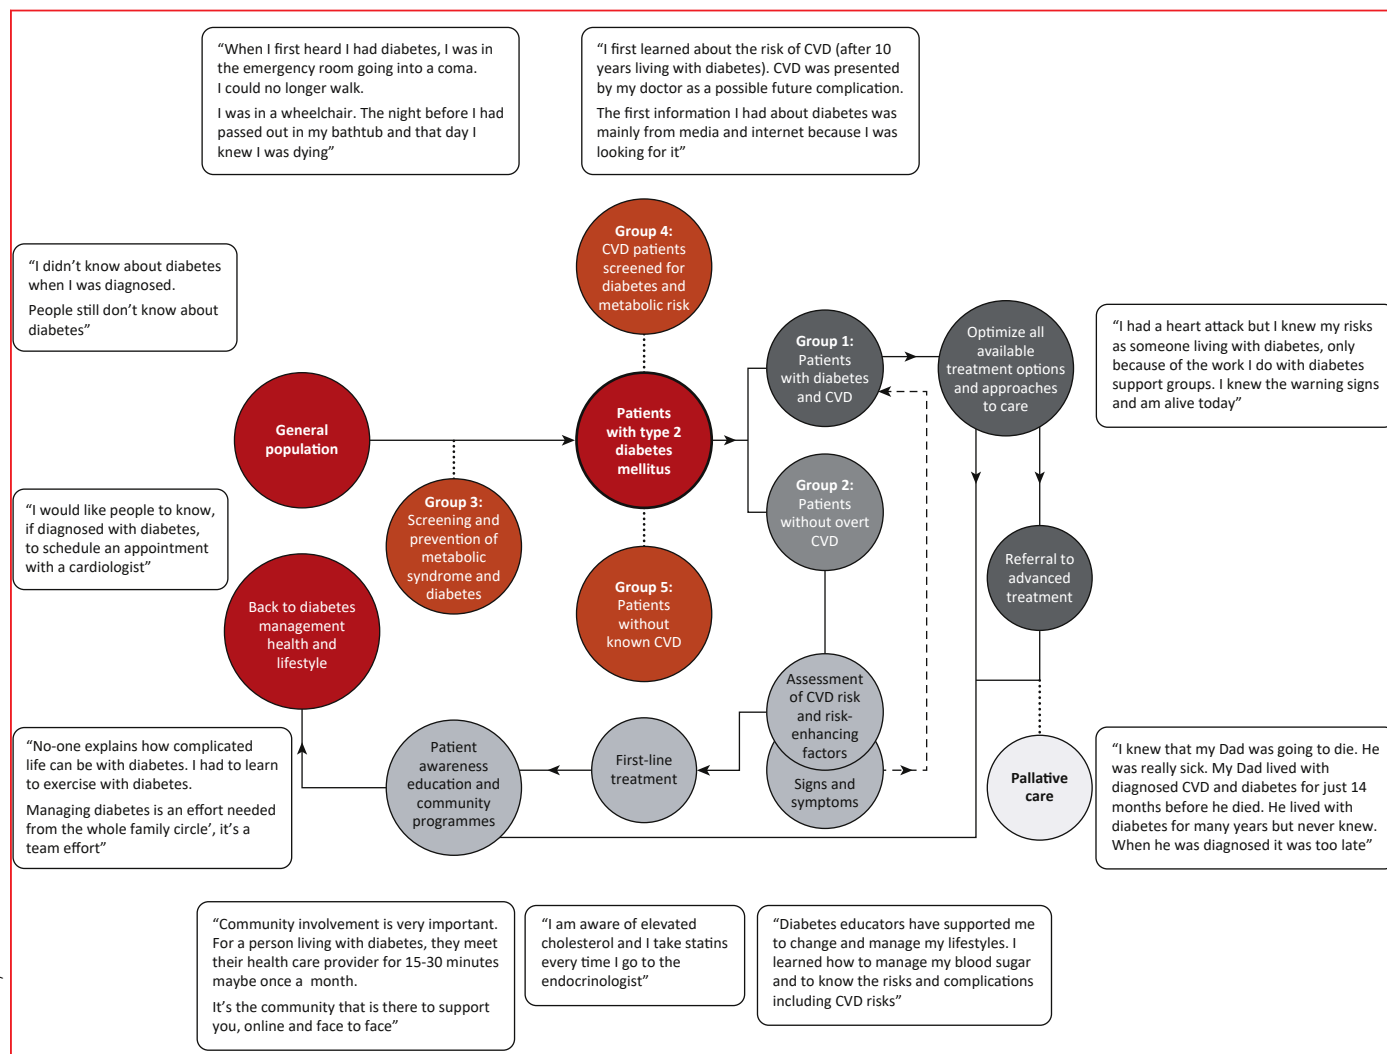 “When I first heard I had diabetes, I was in
the emergency room going into a coma.
I could no longer walk.
I was in a wheelchair. The night before I had
passed out in my bathtub and that day I
knew I was dying”
“I first learned about the risk of CVD (after 10
years living with diabetes). CVD was presented
by my doctor as a possible future complication.
The first information I had about diabetes was
mainly from media and internet because I was
looking for it”
“I didn’t know about diabetes
when I was diagnosed.
People still don’t know about
diabetes”
Group 4:
CVD patients
screened for
diabetes and
metabolic risk
Group 1:
Patients
with diabetes
and CVD
Optimize all
available
treatment options
and approaches
to care
“I had a heart attack but I knew my risks
as someone living with diabetes, only
because of the work I do with diabetes
support groups. I knew the warning signs
and am alive today”
General
population
Patients
with type 2
diabetes
mellitus
Group 2:
Patients
without overt
CVD
Group 3:
Screening and
prevention of
metabolic
syndrome and
diabetes
“I would like people to know,
if diagnosed with diabetes,
to schedule an appointment
with a cardiologist”
Referral to
advanced
treatment
Back to diabetes
management
health and
lifestyle
Group 5:
Patients
without
known CVD
Assessment
of CVD risk
and risk-
enhancing
factors
Signs and
symptoms
First-line
treatment
Patient
awareness
education and
community
programmes
Pallative
care
“No-one explains how complicated
life can be with diabetes. I had to learn
to exercise with diabetes.
Managing diabetes is an effort needed
from the whole family circle’, it’s a
team effort”
“I knew that my Dad was going to die. He
was really sick. My Dad lived with
diagnosed CVD and diabetes for just 14
months before he died. He lived with
diabetes for many years but never knew.
When he was diagnosed it was too late”
“Community involvement is very important.
For a person living with diabetes, they meet
their health care provider for 15-30 minutes
maybe once a  month.
It’s the community that is there to support
you, online and face to face”
“I am aware of elevated
cholesterol and I take statins
every time I go to the
endocrinologist”
“Diabetes educators have supported me
to change and manage my lifestyles. I
learned how to manage my blood sugar
and to know the risks and complications
including CVD risks”